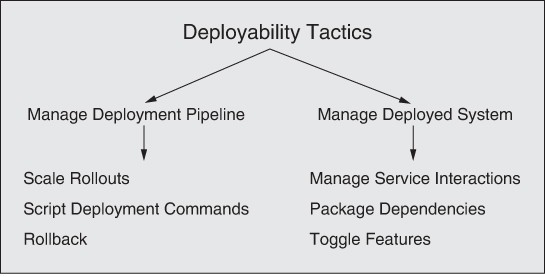 Deployability Tactics
Manage Deployment Pipeline
Manage Deployed System
Scale Rollouts
Script Deployment Commands
Rollback
Manage Service Interactions
Package Dependencies
Toggle Features